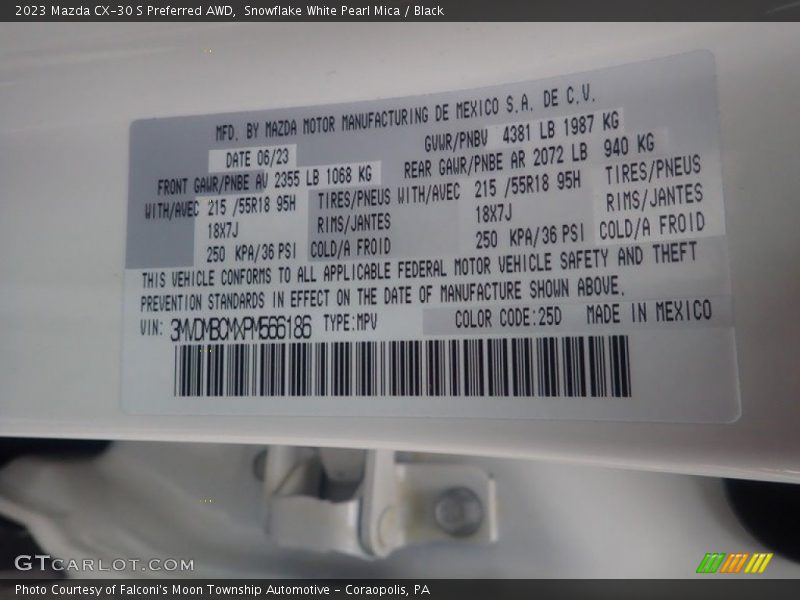 2023 Mazda CX-30 S Preferred AWD,  Snowflake White Pearl Mica / Black
MFD. BY MAZDA MOTOR MANUFACTURING DE MEXICO S.A. DE C.V.
DATE 06/23 GVWR/PNBV 4381 LB 1987 KG
FRONT GAWR/PNBE AV 2355 LB 1068 KG REAR GAWR/PNBE AR 2072 LB 940 KG
WITH/AVEC 215 /55R18 95H TIRES/PNEUS WITH/AVEC 215 /55R18 95H TIRES/PNEUS
18X7J RIMS/JANTES 18X7J RIMS/JANTES
250 KPA/36 PSI COLD/A FROID 250 KPA/36 PSI COLD/A FROID
THIS VEHICLE CONFORMS TO ALL APPLICABLE FEDERAL MOTOR VEHICLE SAFETY AND THEFT
PREVENTION STANDARDS IN EFFECT ON THE DATE OF MANUFACTURE SHOWN ABOVE.
VIN: 3MVDMBCMXPM566186 TYPE:MPV COLOR CODE:25D MADE IN MEXICO
GTCARLOT.COM
Photo Courtesy of Falconi's Moon Township Automotive - Coraopolis, PA